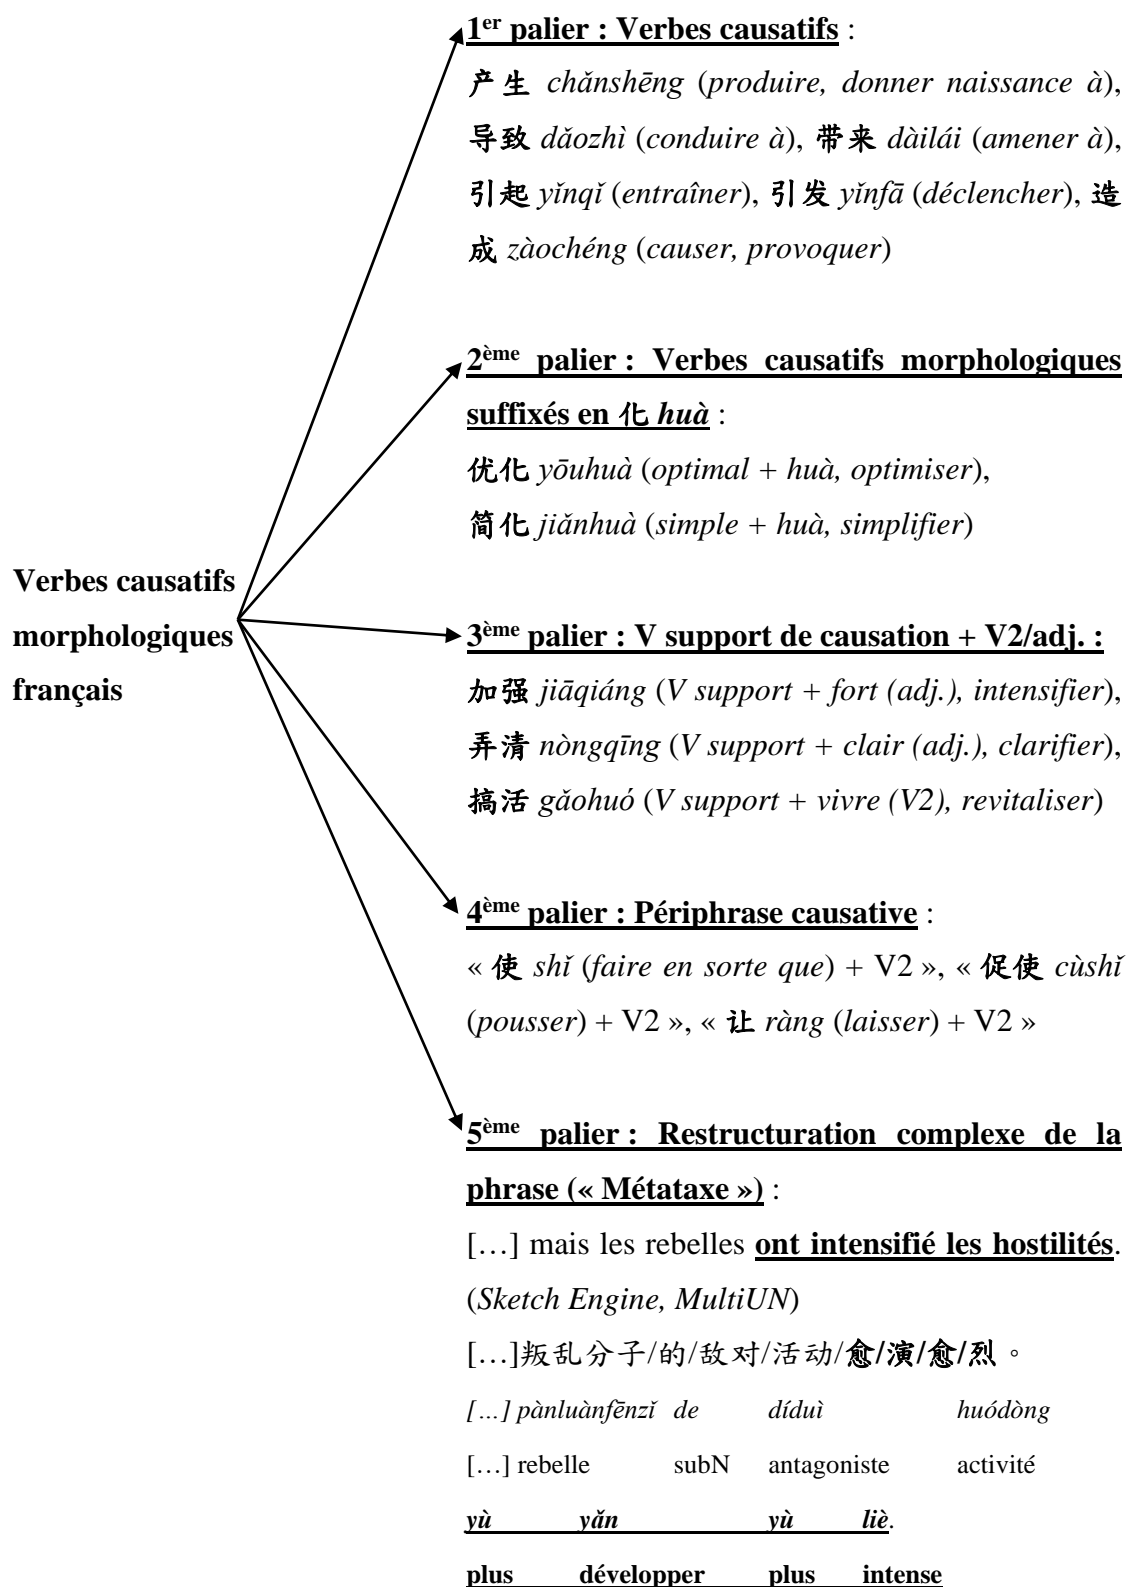 1er palier : Verbes causatifs :
产生 chǎnshēng (produire, donner naissance à),
导致 dǎozhì (conduire à), 带来 dàilái (amener à),
引起 yǐnqǐ (entraîner), 引发 yǐnfā (déclencher), 造
成 zàochéng (causer, provoquer)
2ème palier : Verbes causatifs morphologiques
suffixés en 化 huà :
优化 yōuhuà (optimal + huà, optimiser),
简化 jiǎnhuà (simple + huà, simplifier)
Verbes causatifs
morphologiques
français
3ème palier : V support de causation + V2/adj. :
加强 jiāqiáng (V support + fort (adj.), intensifier),
弄清 nòngqīng (V support + clair (adj.), clarifier),
搞活 gǎohuó (V support + vivre (V2), revitaliser)
4ème palier : Périphrase causative :
« 使 shǐ (faire en sorte que) + V2 », « 促使 cùshǐ
(pousser) + V2 », « 让 ràng (laisser) + V2 »
5ème palier : Restructuration complexe de la
phrase (« Métataxe ») :
[…] mais les rebelles ont intensifié les hostilités.
(Sketch Engine, MultiUN)
[…]叛乱分子/的/敌对/活动/愈/演/愈/烈。
[…] pànluànfēnzǐ de díduì huódòng
[…] rebelle subN antagoniste activité
yù yǎn yù liè.
plus développer plus intense